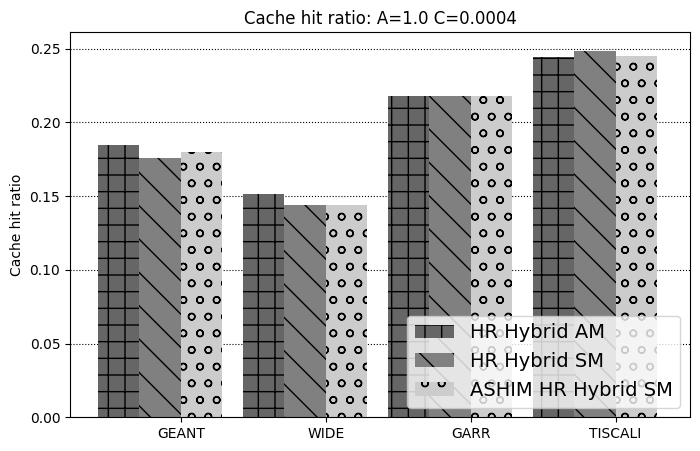 Cache hit ratio: A=1.0 C=0.0004
Cache hit ratio
0.25
0.20
0.15
0.10
0.05
0.00
HR Hybrid AM
HR Hybrid SM
ASHIM HR Hybrid SM
GEANT WIDE GARR TISCALI